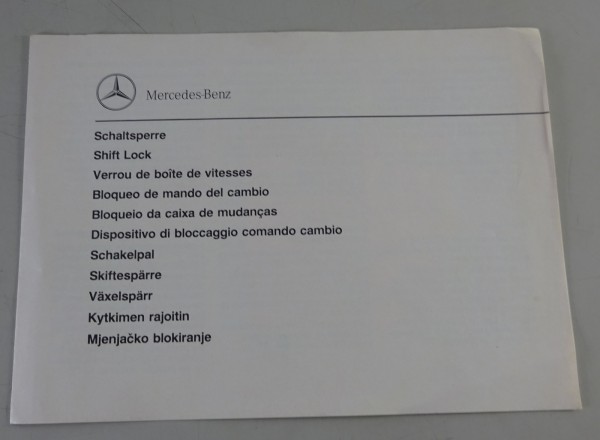 Mercedes-Benz
Schaltsperre
Shift Lock
Verrou de boîte de vitesses
Bloqueo de mando del cambio
Bloqueio da caixa de mudanças
Dispositivo di bloccaggio comando cambio
Schakelpal
Skiftespärre
Växelspärr
Kytkimen rajoitin
Mjenjačko blokiranje